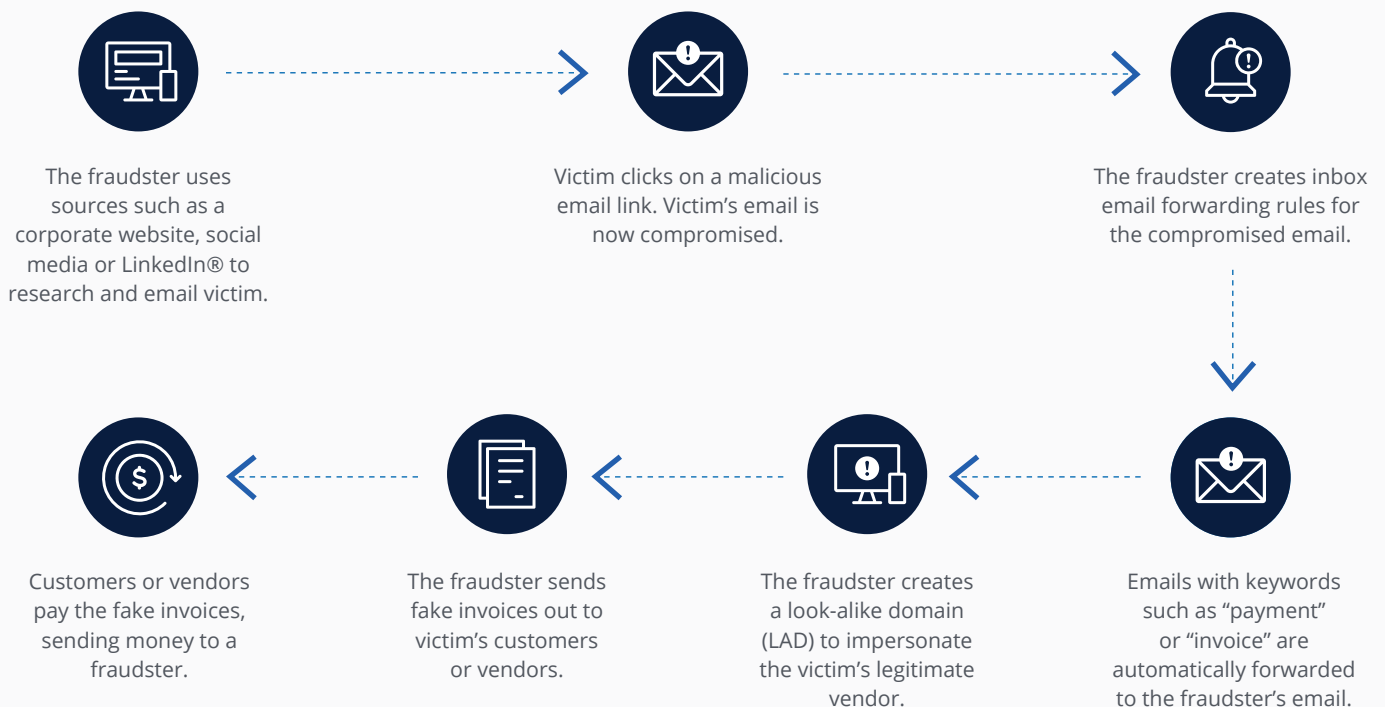 The fraudster uses
sources such as a
corporate website, social
media or LinkedIn® to
research and email victim.
Victim clicks on a malicious
email link. Victim’s email is
now compromised.
The fraudster creates inbox
email forwarding rules for
the compromised email.
Emails with keywords
such as “payment”
or “invoice” are
automatically forwarded
to the fraudster’s email.
The fraudster creates
a look-alike domain
(LAD) to impersonate
the victim’s legitimate
vendor.
The fraudster sends
fake invoices out to
victim’s customers
or vendors.
Customers or vendors
pay the fake invoices,
sending money to a
fraudster.